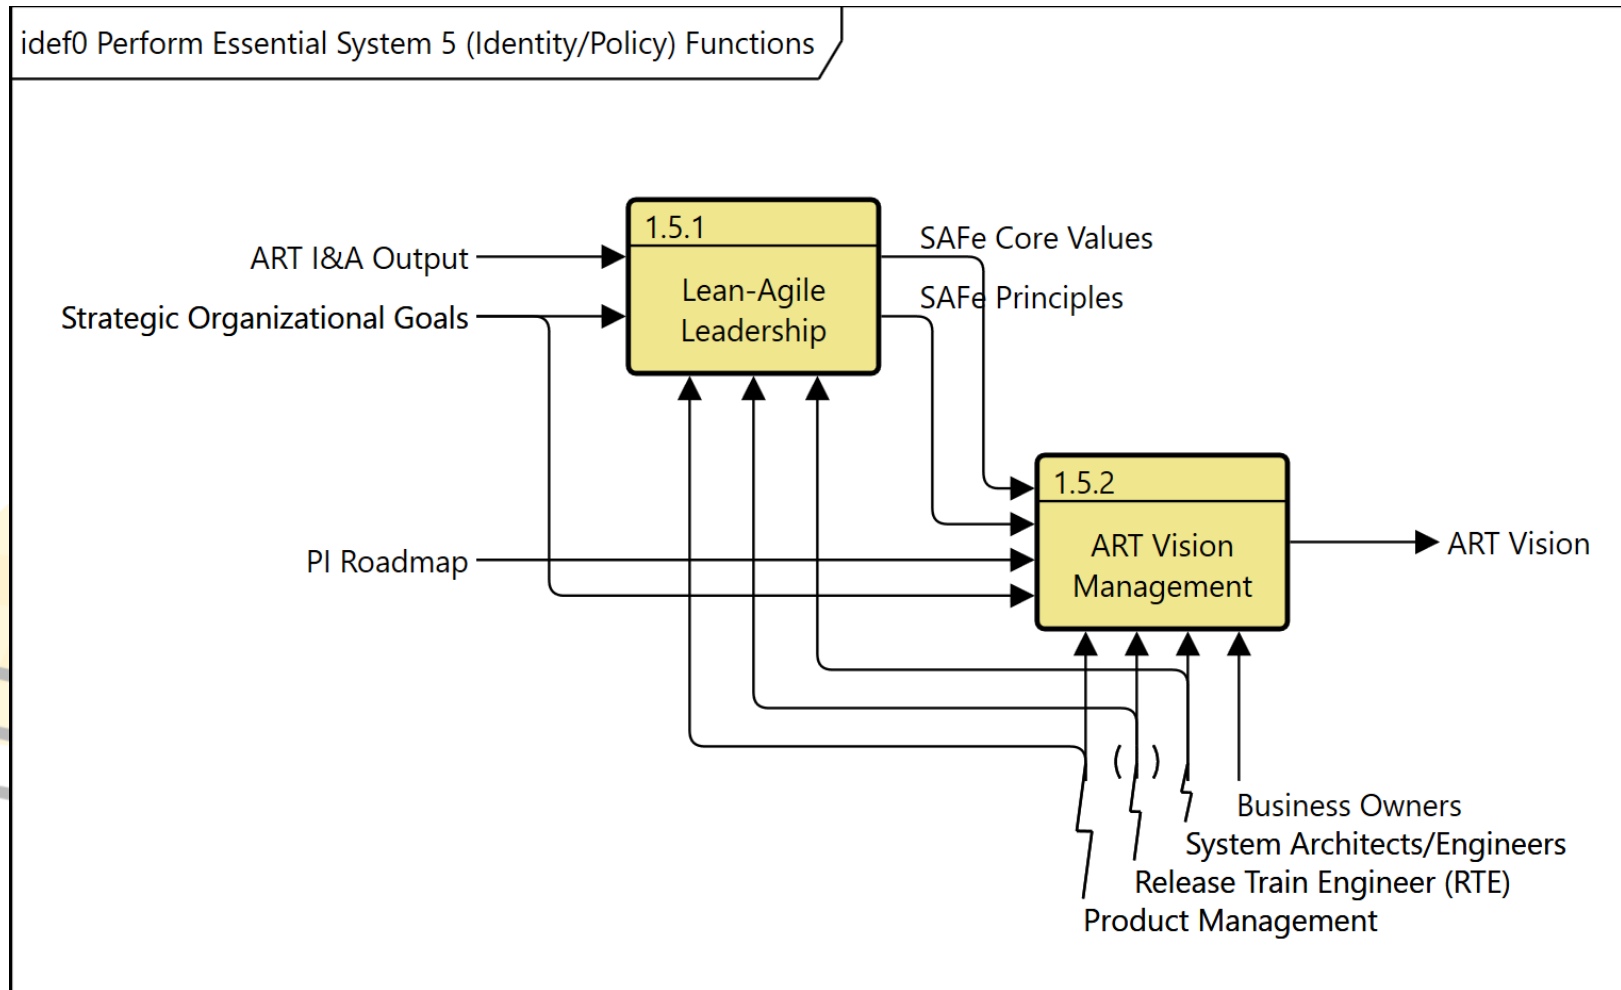 idef0 Perform Essential System 5 (Identity/Policy) Functions
1.5.1
Lean-Agile
Leadership
ART I&A Output
Strategic Organizational Goals
SAFe Core Values
SAFe Principles
1.5.2
ART Vision
Management
PI Roadmap
ART Vision
Business Owners
System Architects/Engineers
Release Train Engineer (RTE)
Product Management